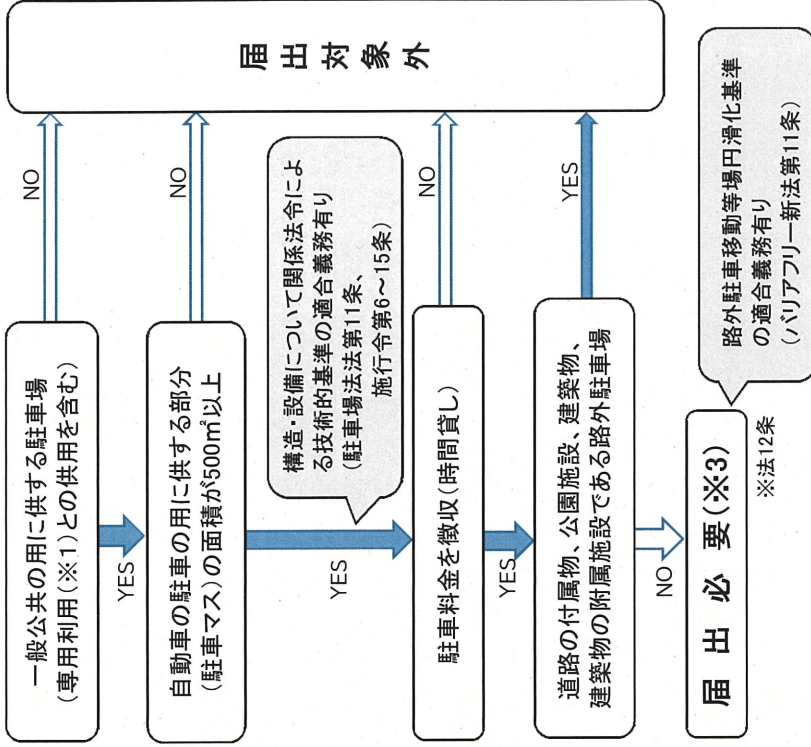 一般公共の用に供する駐車場
(専用利用(※1)との供用を含む)
NO
YES
自動車の駐車の用に供する部分
(駐車マス)の面積が500㎡以上
NO
YES
構造・設備について関係法令によ
る技術的基準の適合義務有り
(駐車場法法第11条、
施行令第6～15条)
駐車料金を徴収(時間貸し)
NO
YES
道路の付属物、公園施設、建築物、
建築物の附属施設である路外駐車場
YES
NO
届出対象外
届出必要(※3)
※法12条
路外駐車移動等場円滑化基準
の適合義務有り
(バリアフリー新法第11条)